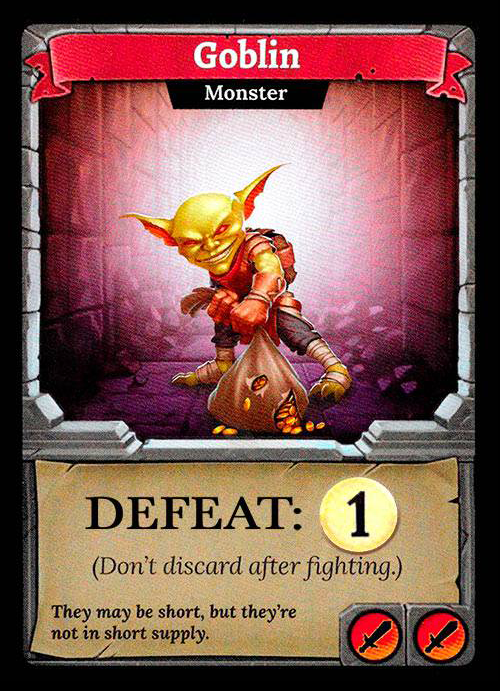 Goblin
Monster
DEFEAT: 1
(Don't discard after fighting.)
They may be short, but they're
not in short supply.